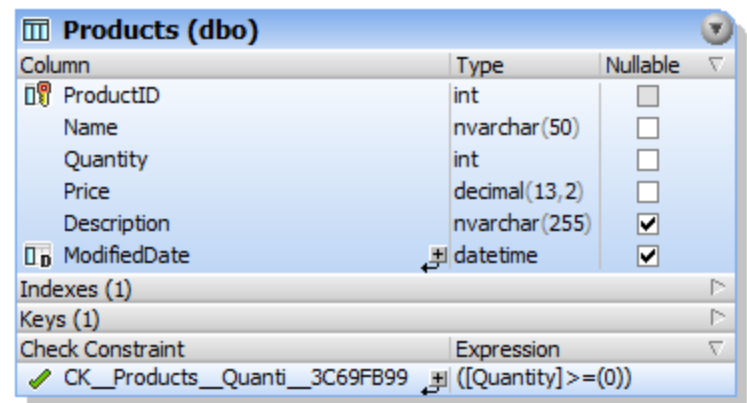 Products (dbo)
Column Type Nullable
ProductID int
Name nvarchar(50)
Quantity int
Price decimal(13,2)
Description nvarchar(255)
D ModifiedDate datetime
Indexes (1)
Keys (1)
Check Constraint Expression
CK__Products__Quanti__3C69FB99 ([Quantity]>=(0))